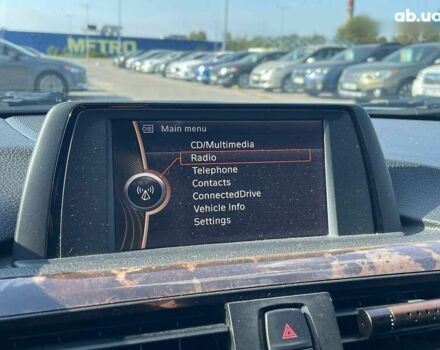 ab.ua
METRO
Main menu
CD/Multimedia
Radio
Telephone
Contacts
ConnectedDrive
Vehicle Info
Settings